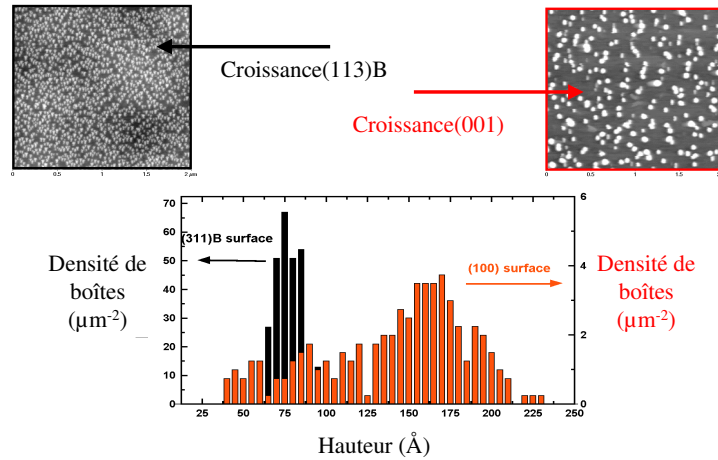 Croissance(113)B
Croissance(001)
0 0.5 1 1.5 2 µm
0 0.5 1 1.5 2
(311)B surface
(100) surface
Densité de
boîtes
(µm-2)
Densité de
boîtes
(µm-2)
70
60
50
40
30
20
10
0
6
4
2
0
25 50 75 100 125 150 175 200 225 250
Hauteur (Å)